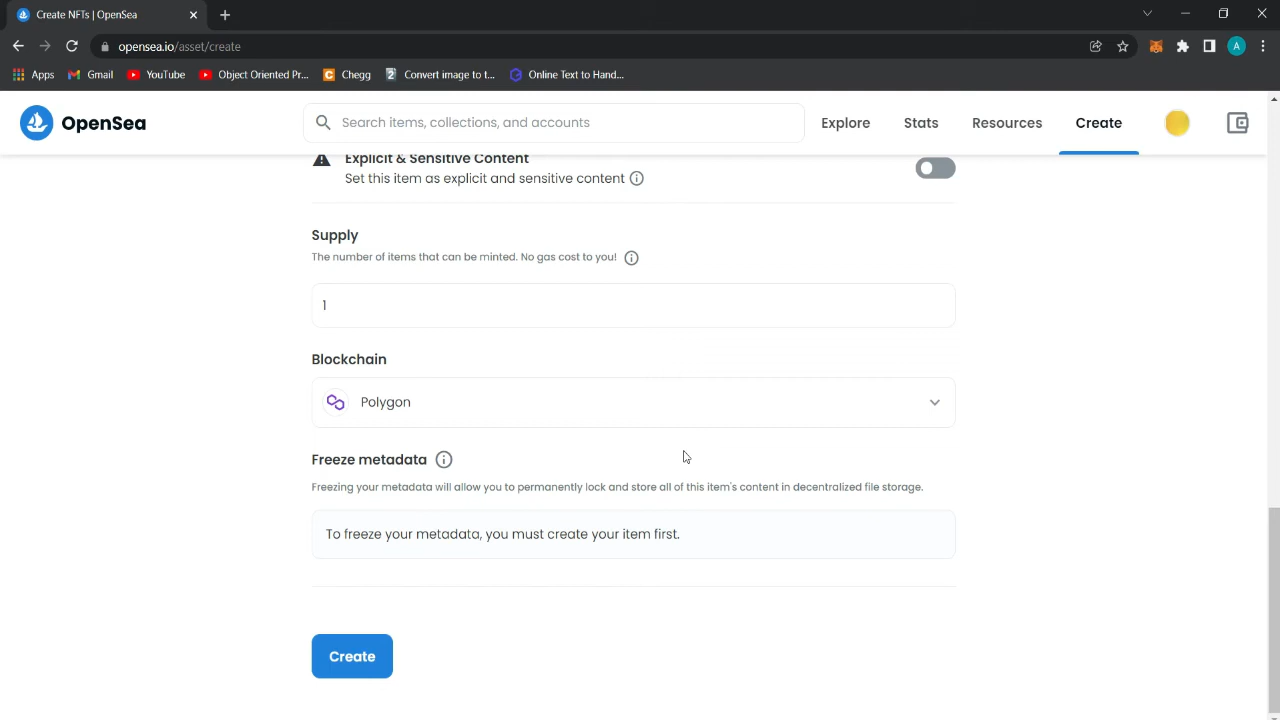 Create NFTs | OpenSea
opensea.io/asset/create
A
Apps Gmail YouTube Object Oriented Pr... Chegg Convert image to t... Online Text to Hand...
OpenSea Search items, collections, and accounts Explore Stats Resources Create
Explicit & Sensitive Content
Set this item as explicit and sensitive content
Supply
The number of items that can be minted. No gas cost to you!
1
Blockchain
Polygon
Freeze metadata
Freezing your metadata will allow you to permanently lock and store all of this item's content in decentralized file storage.
To freeze your metadata, you must create your item first.
Create